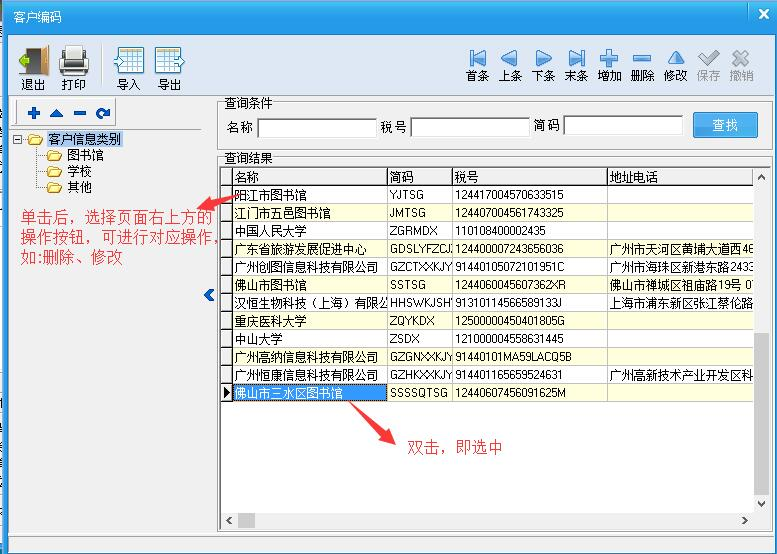 客户编码
退出 打印 导入 导出 首条 上条 下条 末条 增加 删除 修改 保存 撤销
客户信息类别
图书馆
学校
其他
单击后，选择页面右上方的
操作按钮，可进行对应操作，
如:删除、修改
查询条件
名称 税号 简码 查找
查询结果
名称 简码 税号 地址电话
阳江市图书馆 YJTSG 124417004570633515
江门市五邑图书馆 JMTSG 124407004561743325
中国人民大学 ZGRMDX 110108400002435
广东省旅游发展促进中心 GDSLYFZCJZ 12440000724365603​6 广州市天河区黄埔大道西46
广州创图信息科技有限公司 GZCTXXKJY 91440105072101951C 广州市海珠区新港东路2433
佛山市图书馆 SSTSG 1244060045607362XR 佛山市禅城区祖庙路19号 07
汉恒生物科技（上海）有限公 HHSWKJSH 91310114566589133J 上海市浦东新区张江蔡伦路
重庆医科大学 ZQYKDX 12500000450401805G
中山大学 ZSDX 121000004558631445
广州高纳信息科技有限公司 GZGNXXKJY 91440101MA59LACQ5B
广州恒康信息科技有限公司 GZHKXXKJY 914401165659524631 广州高新技术产业开发区科
佛山市三水区图书馆 SSSSQTSG 12440607456091625M
双击，即选中